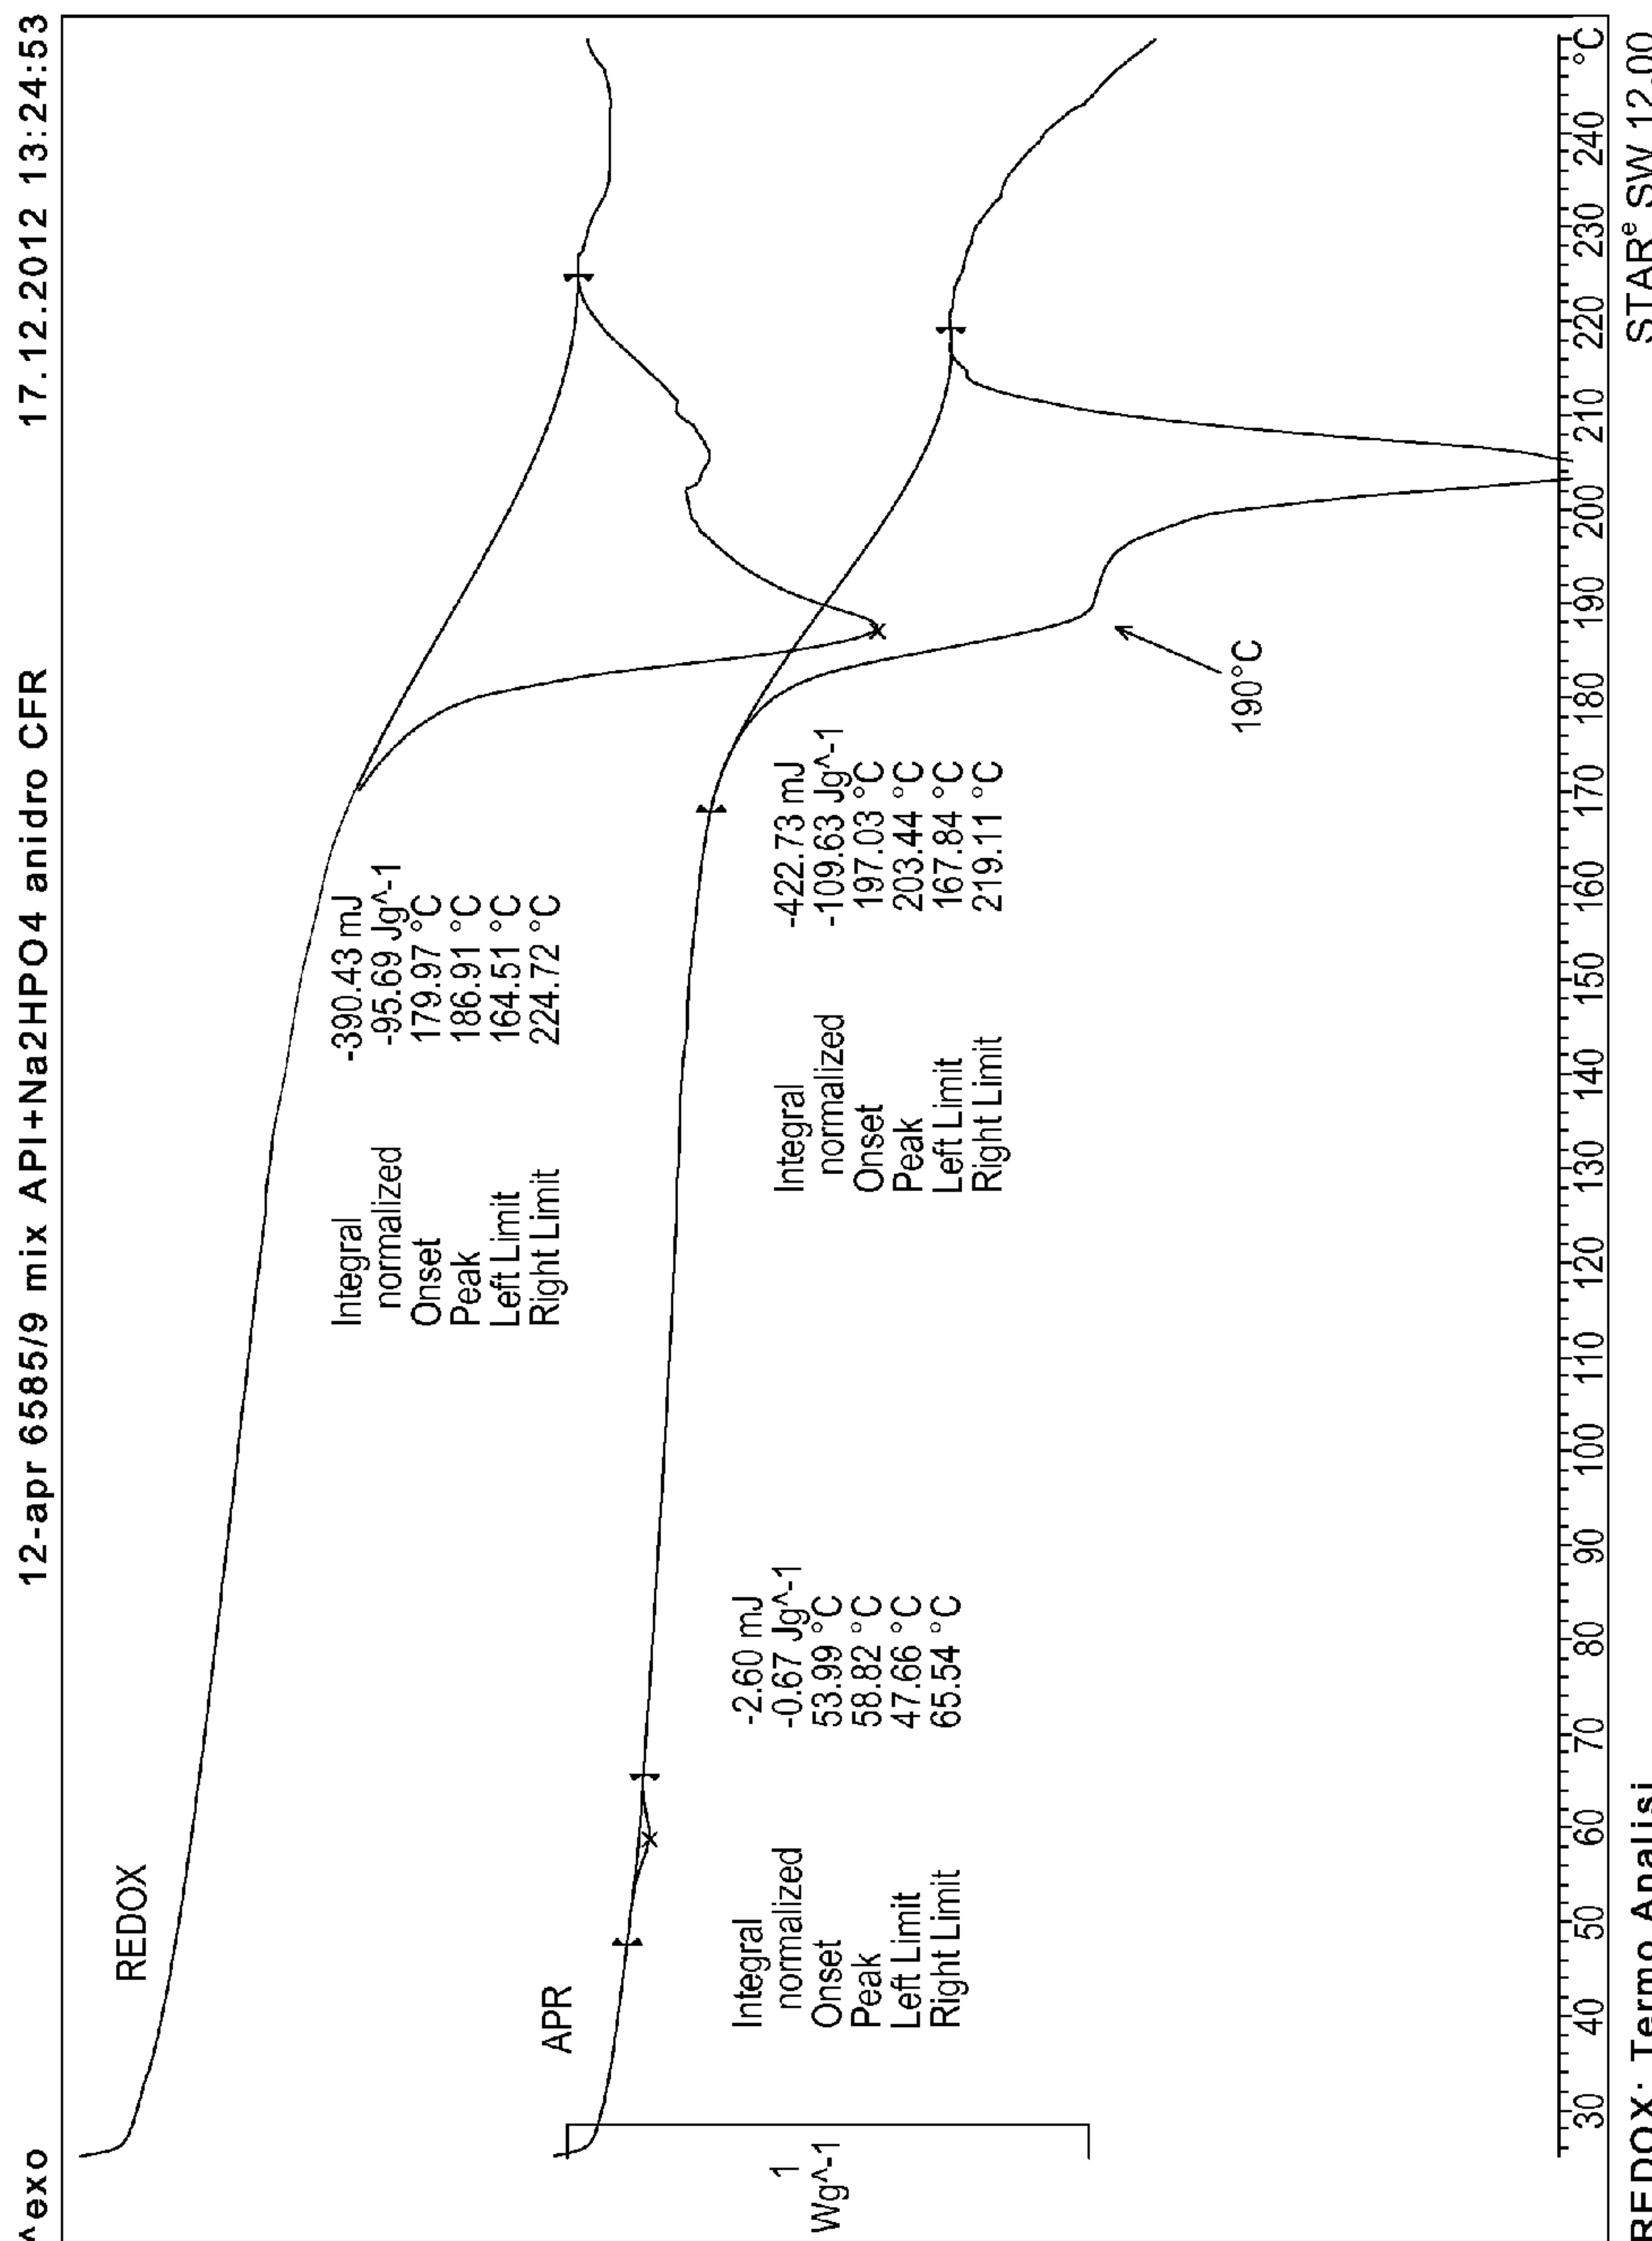 ^exo
12-apr 6585/9 mix API+Na2HPO4 anidro CFR
17.12.2012 13:24:53
REDOX
Integral -390.43 mJ
normalized -95.69 Jg^-1
Onset 179.97 °C
Peak 186.91 °C
Left Limit 164.51 °C
Right Limit 224.72 °C
APR
Integral -2.60 mJ
normalized -0.67 Jg^-1
Onset 53.99 °C
Peak 58.82 °C
Left Limit 47.66 °C
Right Limit 65.54 °C
Integral -422.73 mJ
normalized -109.63 Jg^-1
Onset 197.03 °C
Peak 203.44 °C
Left Limit 167.84 °C
Right Limit 219.11 °C
1
Wg^-1
190°C
30 40 50 60 70 80 90 100 110 120 130 140 150 160 170 180 190 200 210 220 230 240 °C
REDOX: Termo Analisi
STARe SW 12.00